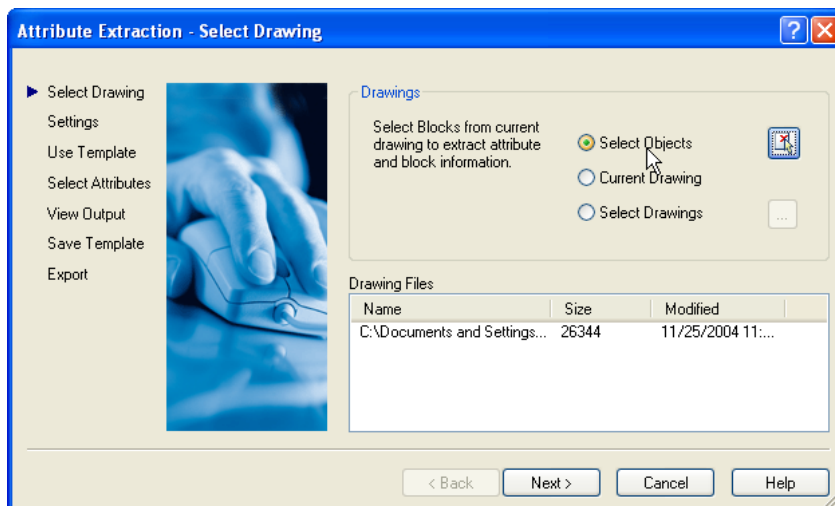 Attribute Extraction - Select Drawing
Select Drawing
Settings
Use Template
Select Attributes
View Output
Save Template
Export
Drawings
Select Blocks from current
drawing to extract attribute
and block information.
Select Objects
Current Drawing
Select Drawings
...
Drawing Files
Name Size Modified
C:\Documents and Settings... 26344 11/25/2004 11:...
< Back Next > Cancel Help